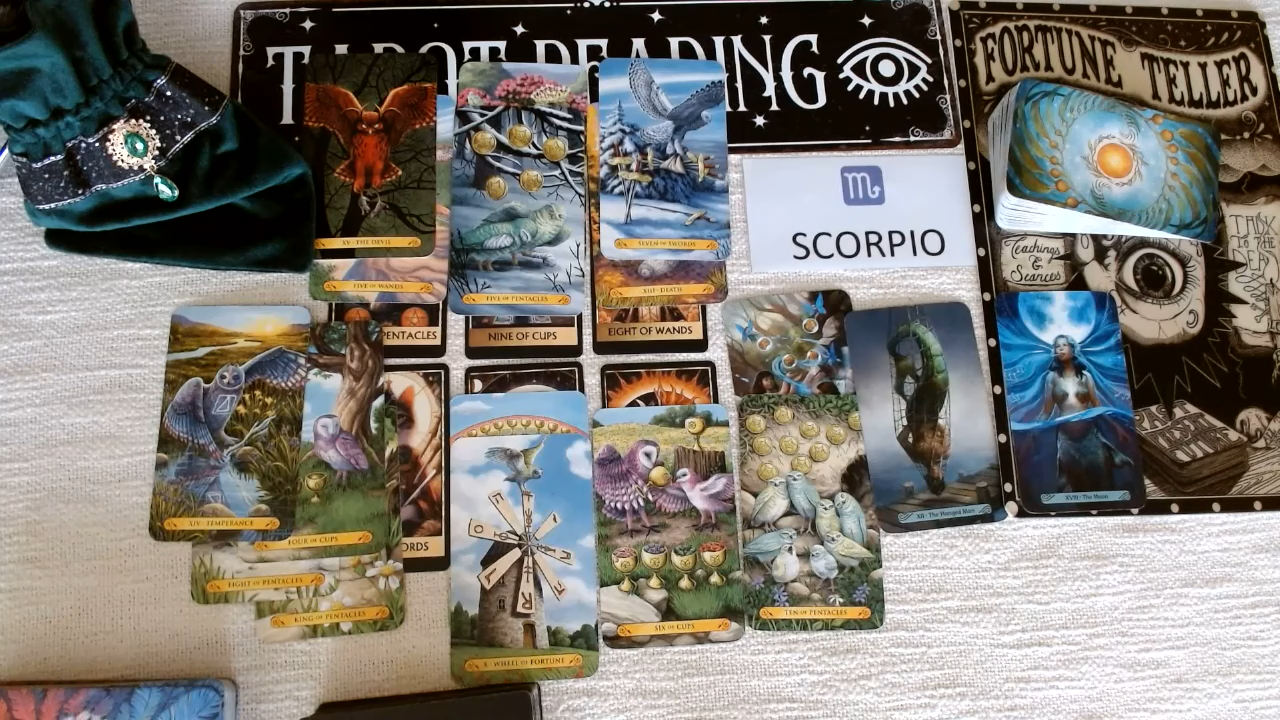 TAROT READING
FORTUNE TELLER
XV · THE DEVIL
FIVE OF WANDS
FIVE OF PENTACLES
SEVEN OF SWORDS
XIII · DEATH
SCORPIO
Teachings
&
Seances
PENTACLES
NINE OF CUPS
EIGHT OF WANDS
XIV · TEMPERANCE
FOUR OF CUPS
EIGHT OF PENTACLES
KING OF PENTACLES
ORDS
X · WHEEL OF FORTUNE
SIX OF CUPS
TEN OF PENTACLES
XII · The Hanged Man
XVIII · The Moon